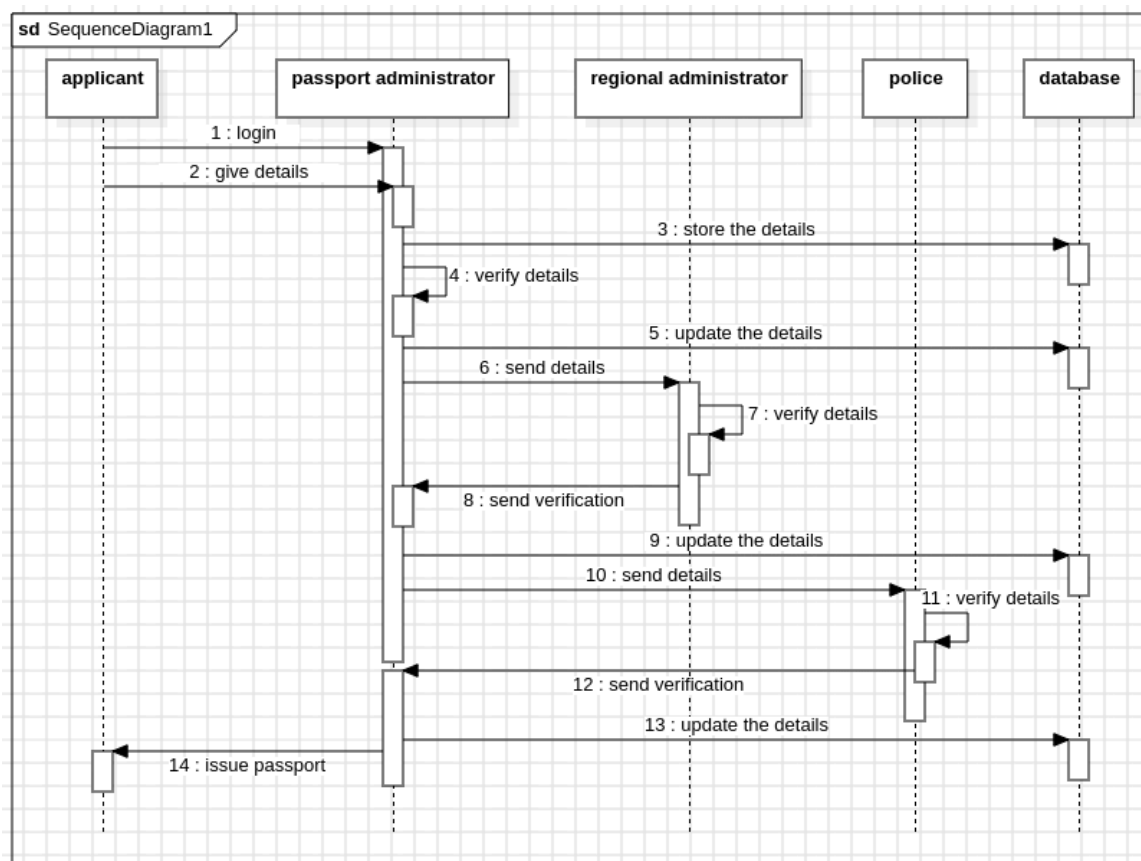 sd SequenceDiagram1
applicant
passport administrator
regional administrator
police
database
1 : login
2 : give details
3 : store the details
4 : verify details
5 : update the details
6 : send details
7 : verify details
8 : send verification
9 : update the details
10 : send details
11 : verify details
12 : send verification
13 : update the details
14 : issue passport